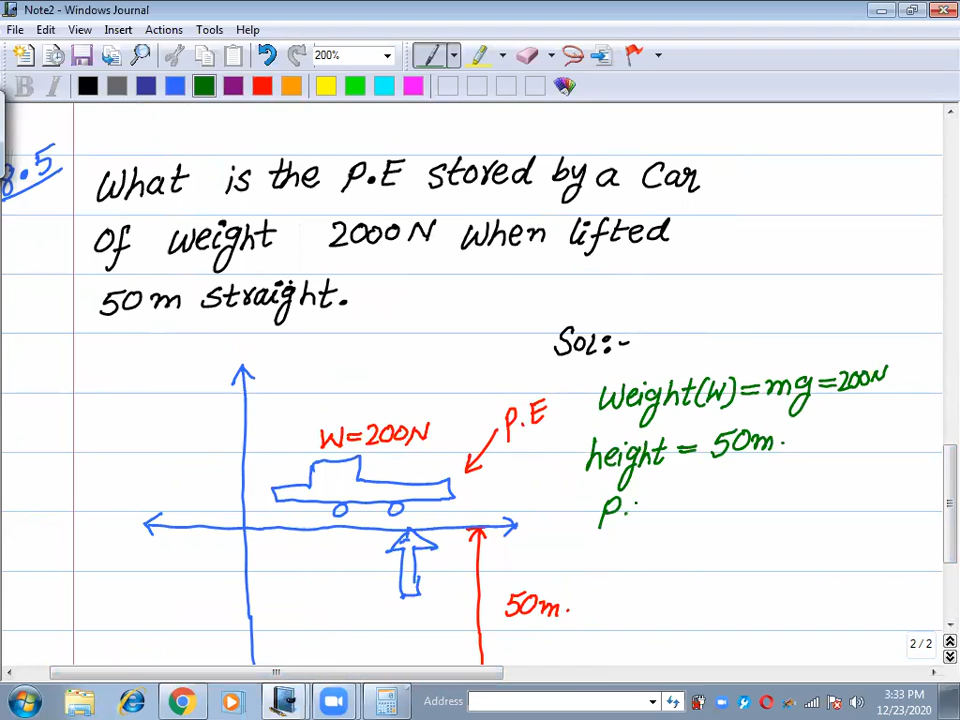 Note2 - Windows Journal
File Edit View Insert Actions Tools Help
200%
B I
8.5
What is the P.E stored by a Car
of weight 2000N when lifted
50m straight.
Sol:-
Weight(W) = mg = 200N
height = 50m.
P.
W=200N
P.E
50m.
2 / 2
Address
3:33 PM
12/23/2020